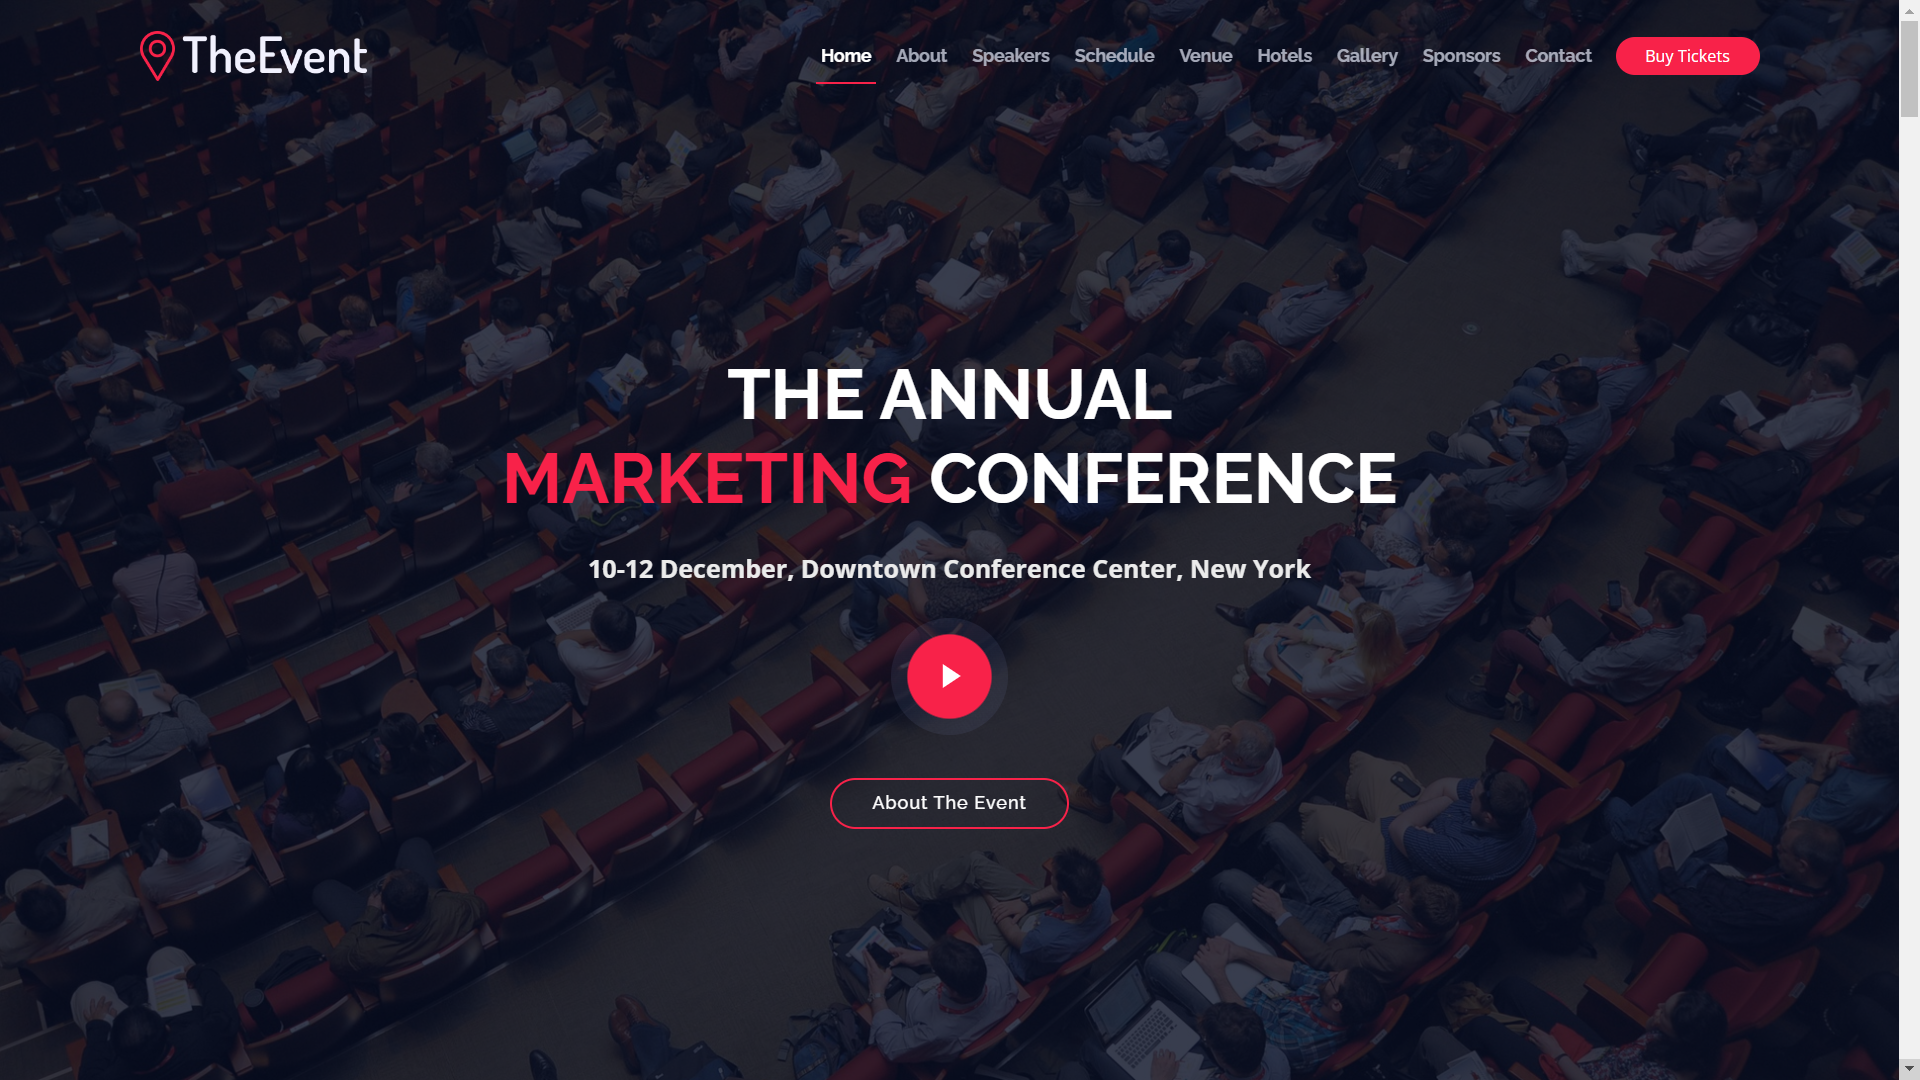 TheEvent
Home About Speakers Schedule Venue Hotels Gallery Sponsors Contact Buy Tickets
THE ANNUAL
MARKETING CONFERENCE
10-12 December, Downtown Conference Center, New York
About The Event